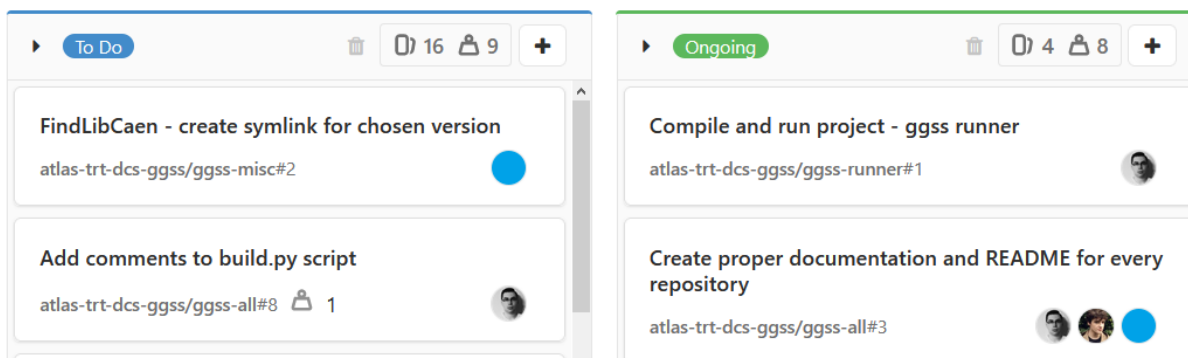 To Do 16 9 +
FindLibCaen - create symlink for chosen version
atlas-trt-dcs-ggss/ggss-misc#2
Add comments to build.py script
atlas-trt-dcs-ggss/ggss-all#8 1
Ongoing 4 8 +
Compile and run project - ggss runner
atlas-trt-dcs-ggss/ggss-runner#1
Create proper documentation and README for every
repository
atlas-trt-dcs-ggss/ggss-all#3